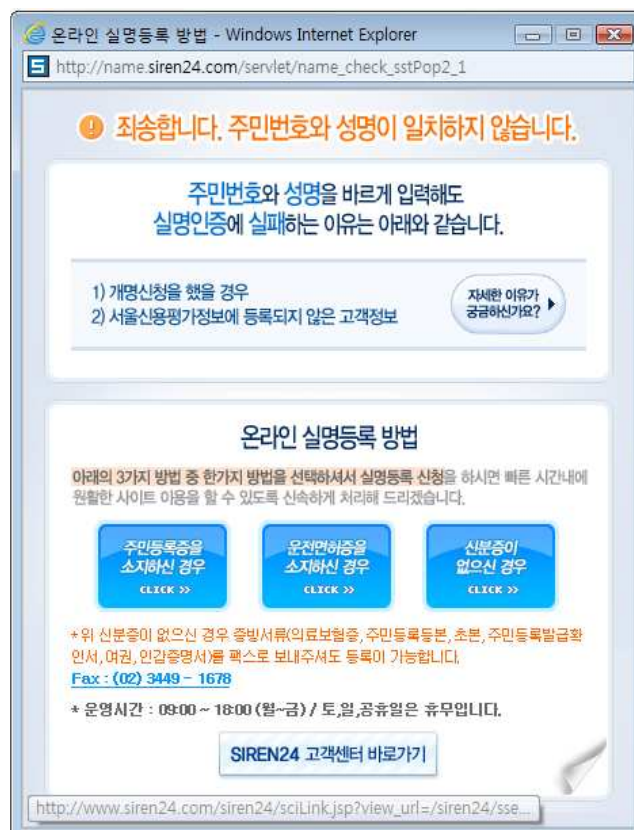 온라인 실명등록 방법 - Windows Internet Explorer
http://name.siren24.com/servlet/name_check_sstPop2_1
죄송합니다. 주민번호와 성명이 일치하지 않습니다.
주민번호와 성명을 바르게 입력해도
실명인증에 실패하는 이유는 아래와 같습니다.
1) 개명신청을 했을 경우
2) 서울신용평가정보에 등록되지 않은 고객정보
자세한 이유가
궁금하신가요?
온라인 실명등록 방법
아래의 3가지 방법 중 한가지 방법을 선택하셔서 실명등록 신청을 하시면 빠른 시간내에
원활한 사이트 이용을 할 수 있도록 신속하게 처리해 드리겠습니다.
주민등록증을
소지하신 경우
CLICK >>
운전면허증을
소지하신 경우
CLICK >>
신분증이
없으신 경우
CLICK >>
*위 신분증이 없으신 경우 증빙서류(의료보험증, 주민등록등본, 초본, 주민등록발급확
인서, 여권, 인감증명서)를 팩스로 보내주셔도 등록이 가능합니다.
Fax : (02) 3449 - 1678
* 운영시간 : 09:00 ~ 18:00 (월~금) / 토,일,공휴일은 휴무입니다.
SIREN24 고객센터 바로가기
http://www.siren24.com/siren24/sciLink.jsp?view_url=/siren24/sse...